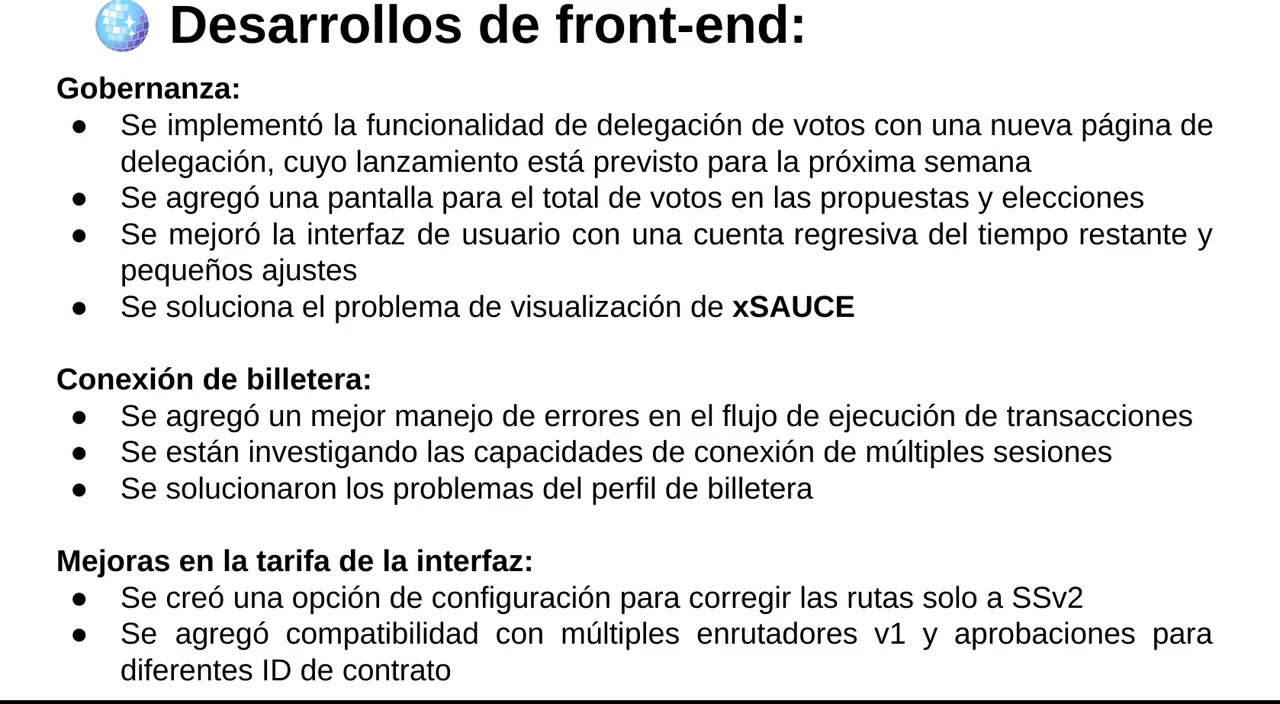 Desarrollos de front-end:
Gobernanza:
● Se implementó la funcionalidad de delegación de votos con una nueva página de
delegación, cuyo lanzamiento está previsto para la próxima semana
● Se agregó una pantalla para el total de votos en las propuestas y elecciones
● Se mejoró la interfaz de usuario con una cuenta regresiva del tiempo restante y
pequeños ajustes
● Se soluciona el problema de visualización de xSAUCE
Conexión de billetera:
● Se agregó un mejor manejo de errores en el flujo de ejecución de transacciones
● Se están investigando las capacidades de conexión de múltiples sesiones
● Se solucionaron los problemas del perfil de billetera
Mejoras en la tarifa de la interfaz:
● Se creó una opción de configuración para corregir las rutas solo a SSv2
● Se agregó compatibilidad con múltiples enrutadores v1 y aprobaciones para
diferentes ID de contrato